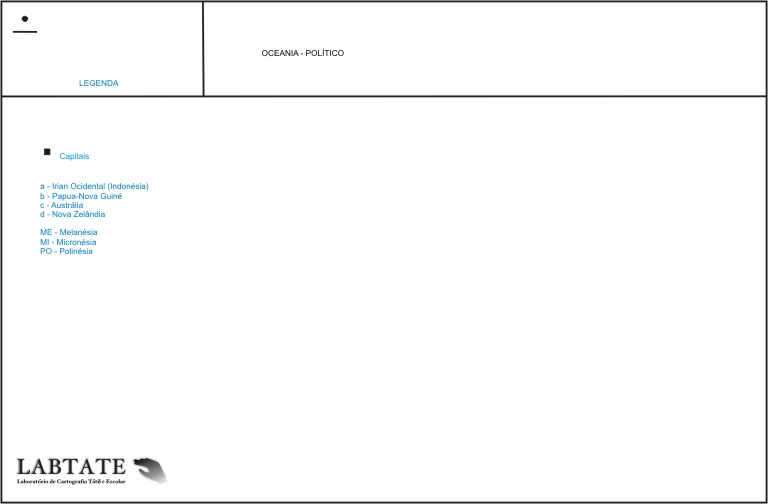 LEGENDA
OCEANIA - POLÍTICO
Capitais
a - Irian Ocidental (Indonésia)
b - Papua-Nova Guiné
c - Austrália
d - Nova Zelândia
ME - Melanésia
MI - Micronésia
PO - Polinésia
LABTATE
Laboratório de Cartografia Tátil e Escolar